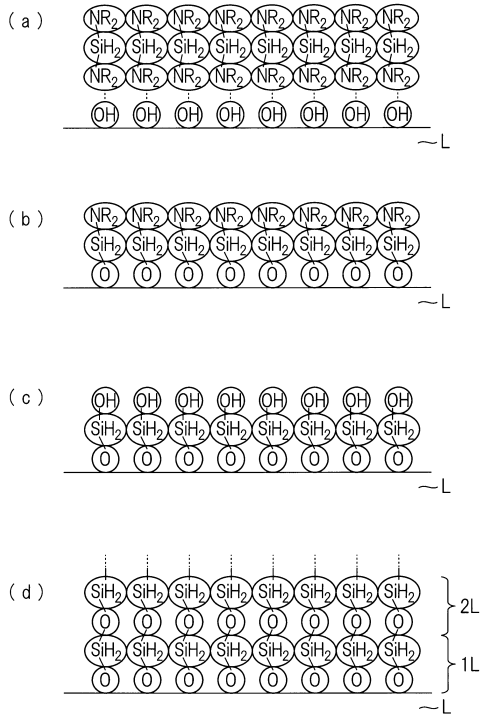 (a)
NR2 NR2 NR2 NR2 NR2 NR2 NR2 NR2
SiH2 SiH2 SiH2 SiH2 SiH2 SiH2 SiH2 SiH2
NR2 NR2 NR2 NR2 NR2 NR2 NR2 NR2
OH OH OH OH OH OH OH OH
~L
(b)
NR2 NR2 NR2 NR2 NR2 NR2 NR2 NR2
SiH2 SiH2 SiH2 SiH2 SiH2 SiH2 SiH2 SiH2
O O O O O O O O
~L
(c)
OH OH OH OH OH OH OH OH
SiH2 SiH2 SiH2 SiH2 SiH2 SiH2 SiH2 SiH2
O O O O O O O O
~L
(d)
SiH2 SiH2 SiH2 SiH2 SiH2 SiH2 SiH2 SiH2
O O O O O O O O
2L
SiH2 SiH2 SiH2 SiH2 SiH2 SiH2 SiH2 SiH2
O O O O O O O O
1L
~L